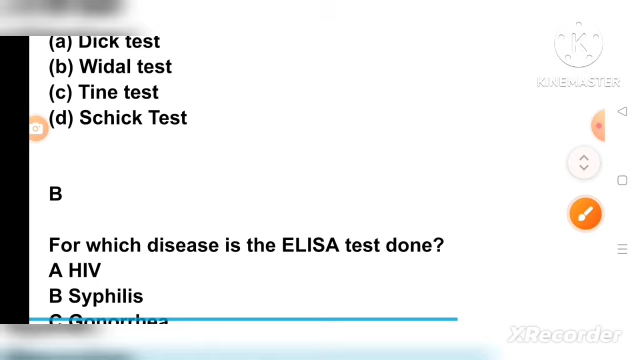 (a) Dick test
(b) Widal test
(c) Tine test
(d) Schick Test
B
For which disease is the ELISA test done?
A HIV
B Syphilis
C Gonorrhea
K
KINEMASTER
XRecorder